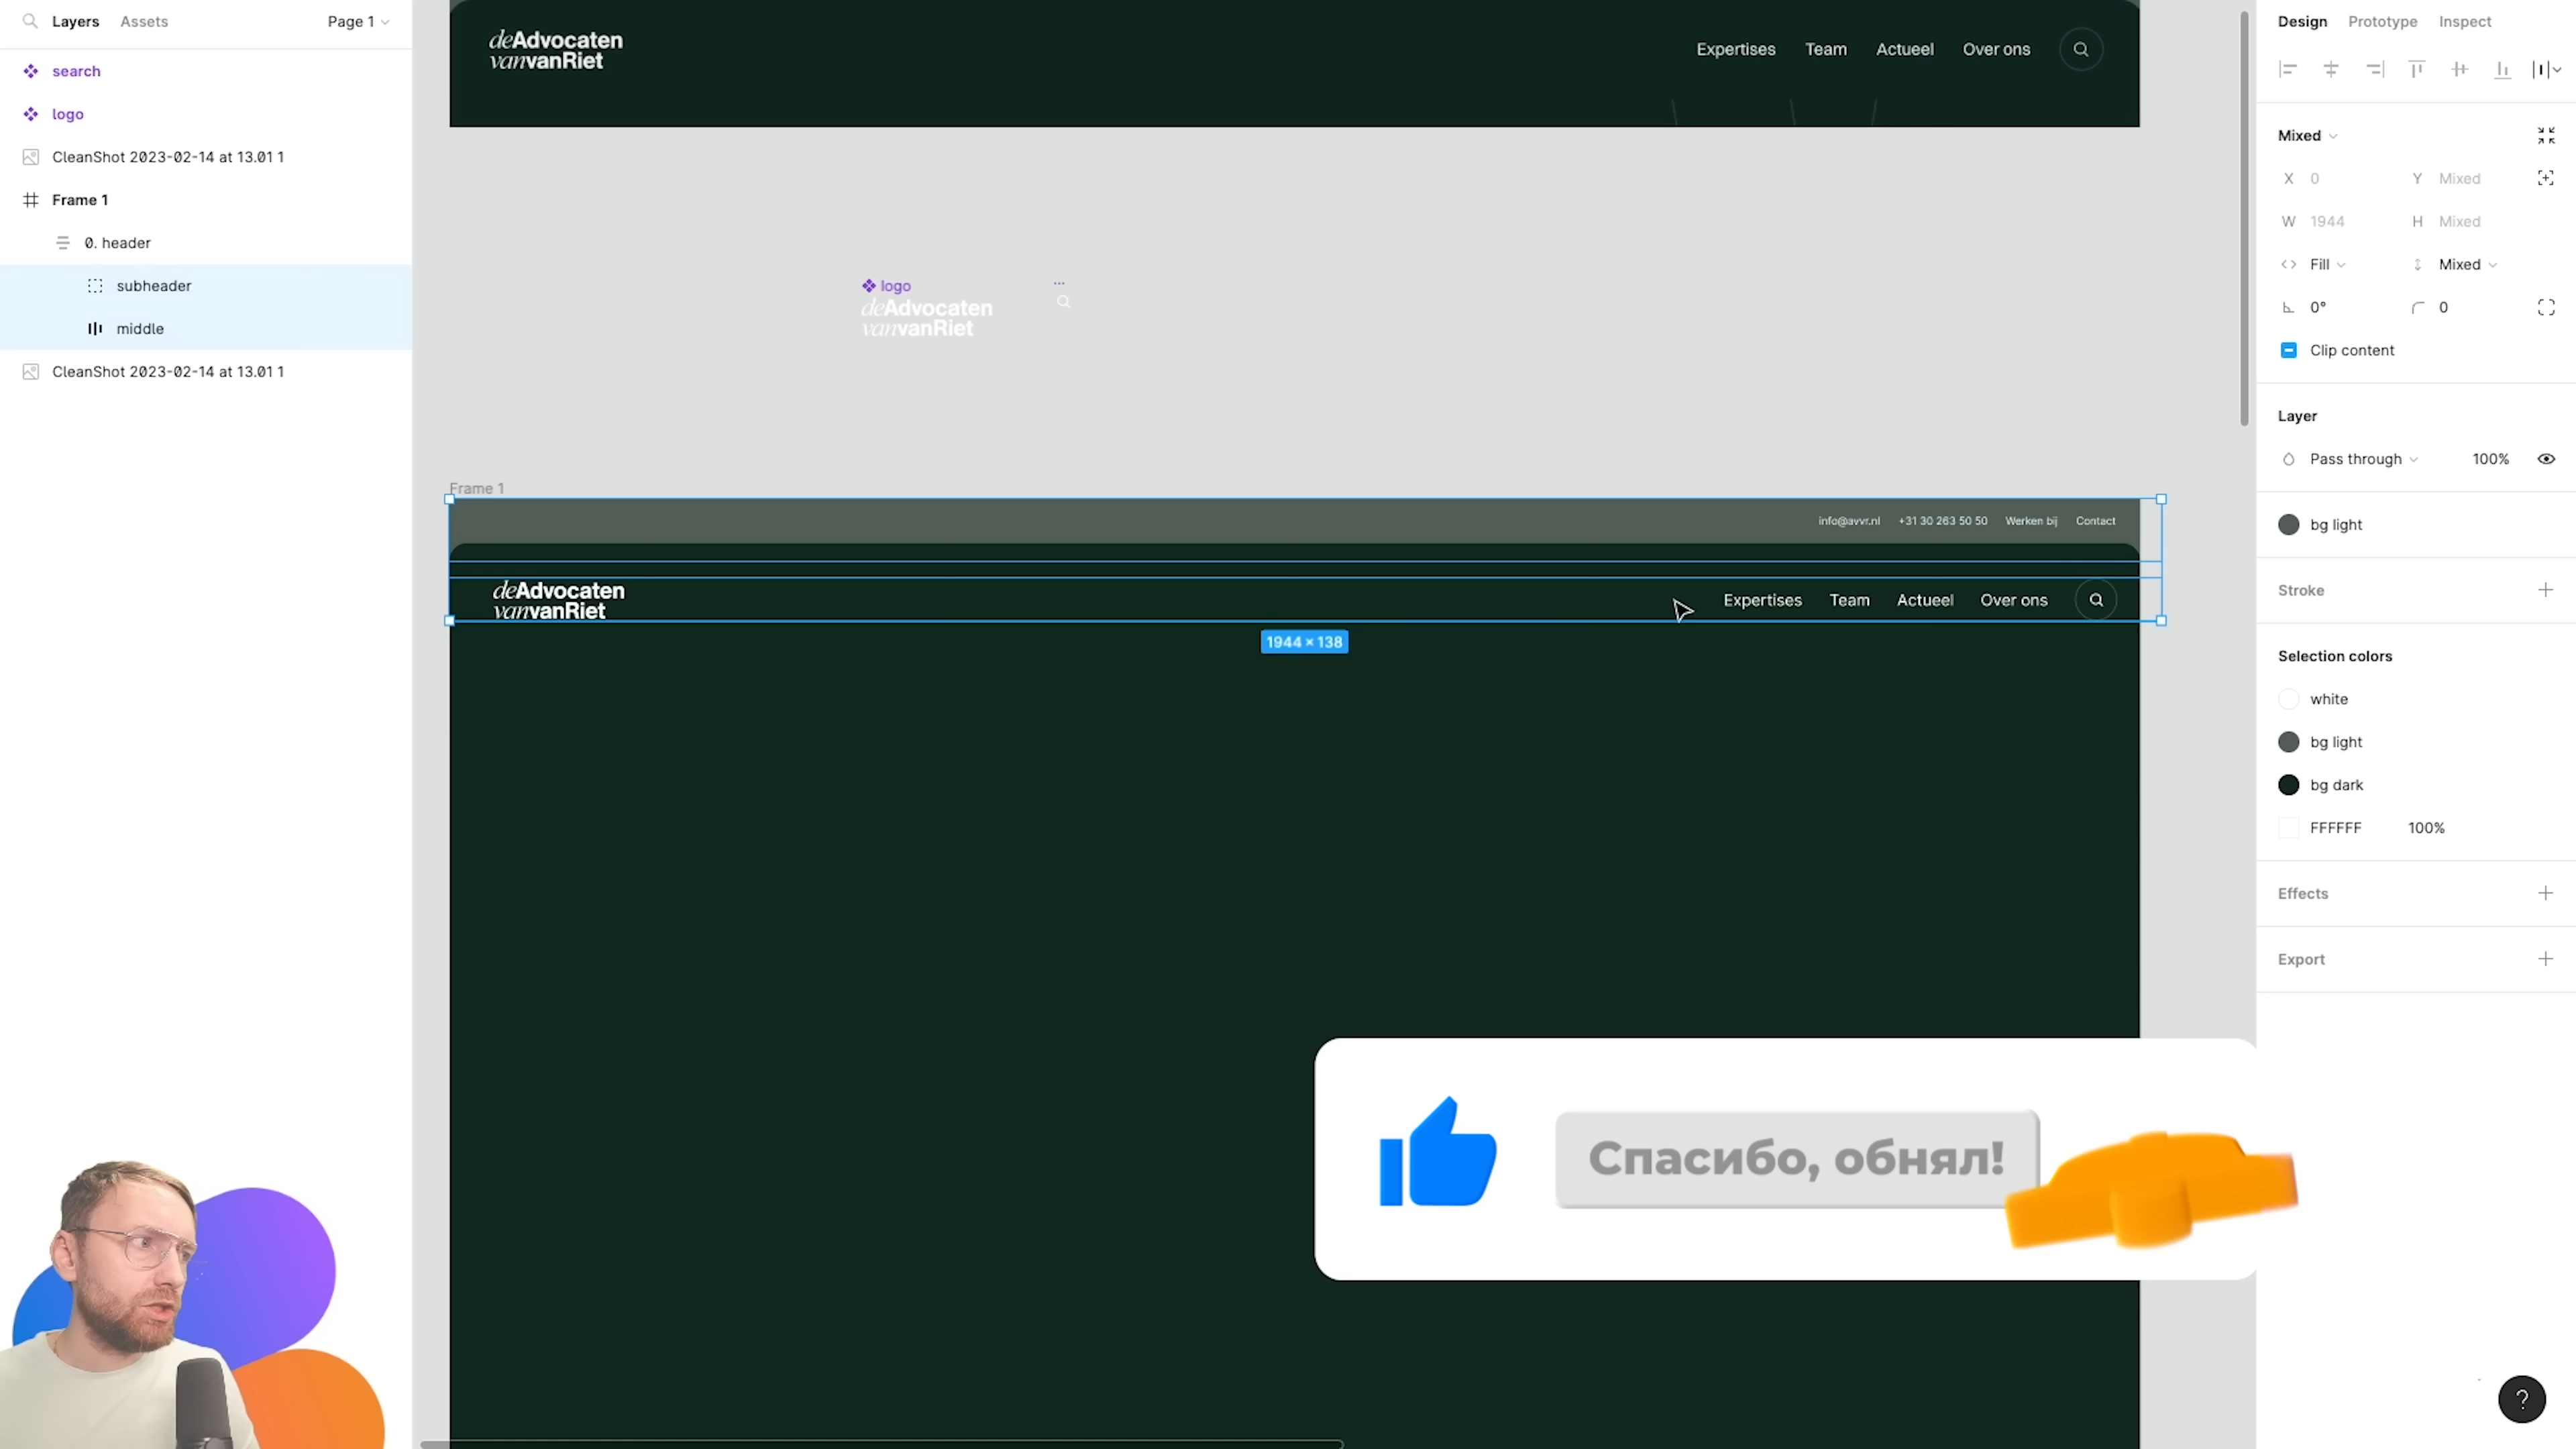 Layers
Assets
Page 1
search
logo
CleanShot 2023-02-14 at 13.01 1
Frame 1
0. header
subheader
middle
CleanShot 2023-02-14 at 13.01 1
deAdvocaten
vanvanRiet
Expertises
Team
Actueel
Over ons
logo
...
deAdvocaten
vanvanRiet
Frame 1
info@avvr.nl
+31 30 263 50 50
Werken bij
Contact
deAdvocaten
vanvanRiet
Expertises
Team
Actueel
Over ons
1944 × 138
Спасибо, обнял!
Design
Prototype
Inspect
Mixed
X 0
Y Mixed
W 1944
H Mixed
Fill
Mixed
0°
0
Clip content
Layer
Pass through
100%
bg light
Stroke
Selection colors
white
bg light
bg dark
FFFFFF
100%
Effects
Export
?